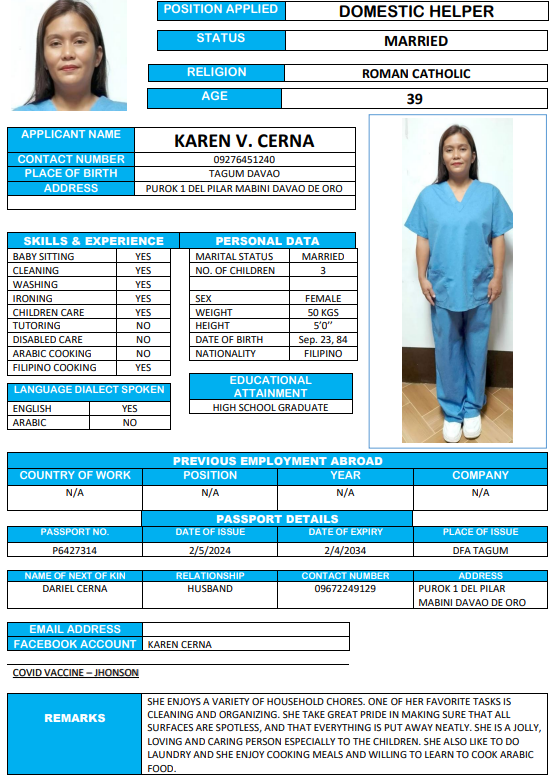 POSITION APPLIED DOMESTIC HELPER
STATUS MARRIED
RELIGION ROMAN CATHOLIC
AGE 39
APPLICANT NAME KAREN V. CERNA
CONTACT NUMBER 09276451240
PLACE OF BIRTH TAGUM DAVAO
ADDRESS PUROK 1 DEL PILAR MABINI DAVAO DE ORO
SKILLS & EXPERIENCE
BABY SITTING YES
CLEANING YES
WASHING YES
IRONING YES
CHILDREN CARE YES
TUTORING NO
DISABLED CARE NO
ARABIC COOKING NO
FILIPINO COOKING YES
LANGUAGE DIALECT SPOKEN
ENGLISH YES
ARABIC NO
PERSONAL DATA
MARITAL STATUS MARRIED
NO. OF CHILDREN 3
SEX FEMALE
WEIGHT 50 KGS
HEIGHT 5'0''
DATE OF BIRTH Sep. 23, 84
NATIONALITY FILIPINO
EDUCATIONAL
ATTAINMENT
HIGH SCHOOL GRADUATE
PREVIOUS EMPLOYMENT ABROAD
COUNTRY OF WORK POSITION YEAR COMPANY
N/A N/A N/A N/A
PASSPORT DETAILS
PASSPORT NO. DATE OF ISSUE DATE OF EXPIRY PLACE OF ISSUE
P6427314 2/5/2024 2/4/2034 DFA TAGUM
NAME OF NEXT OF KIN RELATIONSHIP CONTACT NUMBER ADDRESS
DARIEL CERNA HUSBAND 09672249129 PUROK 1 DEL PILAR
MABINI DAVAO DE ORO
EMAIL ADDRESS
FACEBOOK ACCOUNT KAREN CERNA
COVID VACCINE – JHONSON
REMARKS
SHE ENJOYS A VARIETY OF HOUSEHOLD CHORES. ONE OF HER FAVORITE TASKS IS
CLEANING AND ORGANIZING. SHE TAKE GREAT PRIDE IN MAKING SURE THAT ALL
SURFACES ARE SPOTLESS, AND THAT EVERYTHING IS PUT AWAY NEATLY. SHE IS A JOLLY,
LOVING AND CARING PERSON ESPECIALLY TO THE CHILDREN. SHE ALSO LIKE TO DO
LAUNDRY AND SHE ENJOY COOKING MEALS AND WILLING TO LEARN TO COOK ARABIC
FOOD.